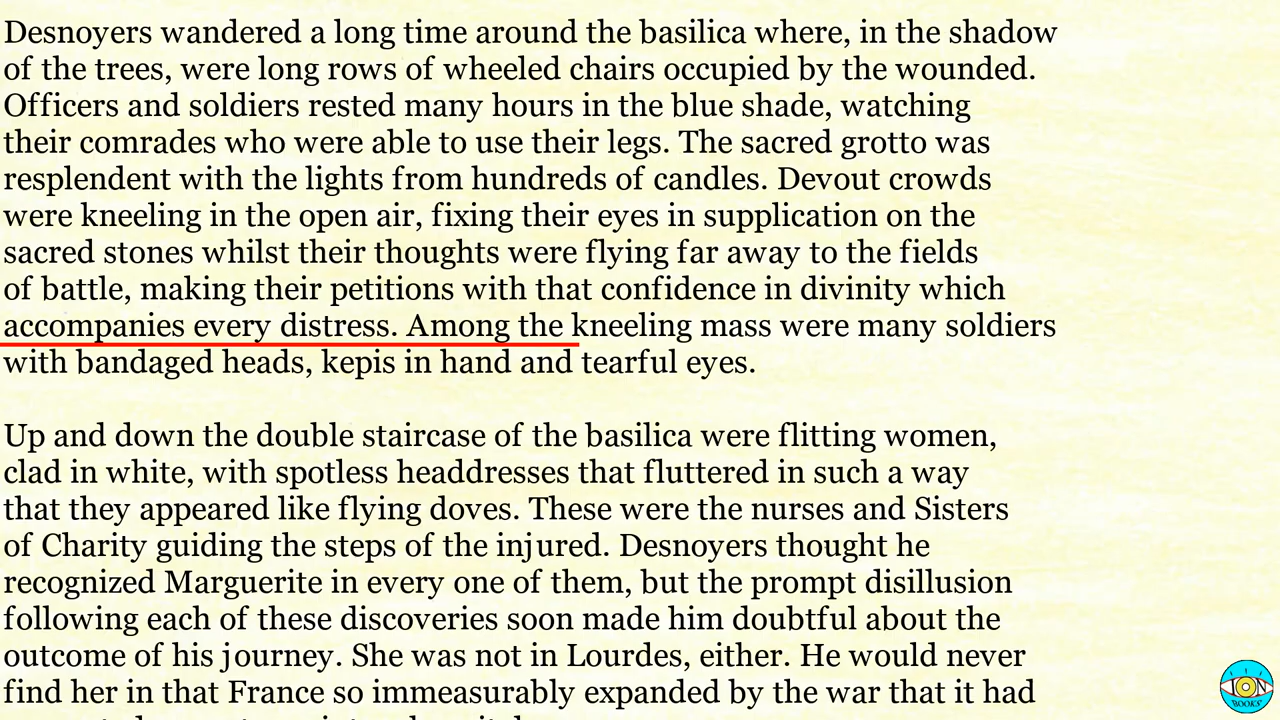 Desnoyers wandered a long time around the basilica where, in the shadow
of the trees, were long rows of wheeled chairs occupied by the wounded.
Officers and soldiers rested many hours in the blue shade, watching
their comrades who were able to use their legs. The sacred grotto was
resplendent with the lights from hundreds of candles. Devout crowds
were kneeling in the open air, fixing their eyes in supplication on the
sacred stones whilst their thoughts were flying far away to the fields
of battle, making their petitions with that confidence in divinity which
accompanies every distress. Among the kneeling mass were many soldiers
with bandaged heads, kepis in hand and tearful eyes.
Up and down the double staircase of the basilica were flitting women,
clad in white, with spotless headdresses that fluttered in such a way
that they appeared like flying doves. These were the nurses and Sisters
of Charity guiding the steps of the injured. Desnoyers thought he
recognized Marguerite in every one of them, but the prompt disillusion
following each of these discoveries soon made him doubtful about the
outcome of his journey. She was not in Lourdes, either. He would never
find her in that France so immeasurably expanded by the war that it had
ION
BOOKS